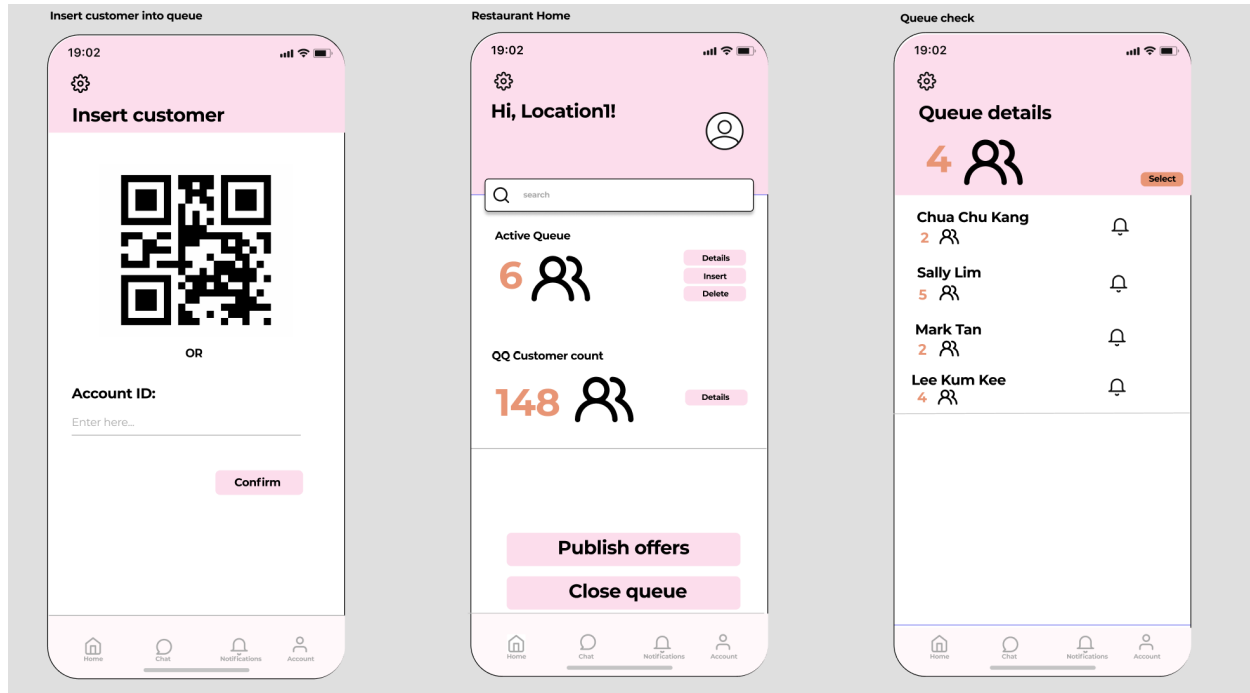 Insert customer into queue
19:02
Insert customer
OR
Account ID:
Enter here...
Confirm
Home
Chat
Notifications
Account
Restaurant Home
19:02
Hi, Location1!
search
Active Queue
6
Details
Insert
Delete
QQ Customer count
148
Details
Publish offers
Close queue
Home
Chat
Notifications
Account
Queue check
19:02
Queue details
4
Select
Chua Chu Kang
2
Sally Lim
5
Mark Tan
2
Lee Kum Kee
4
Home
Chat
Notifications
Account